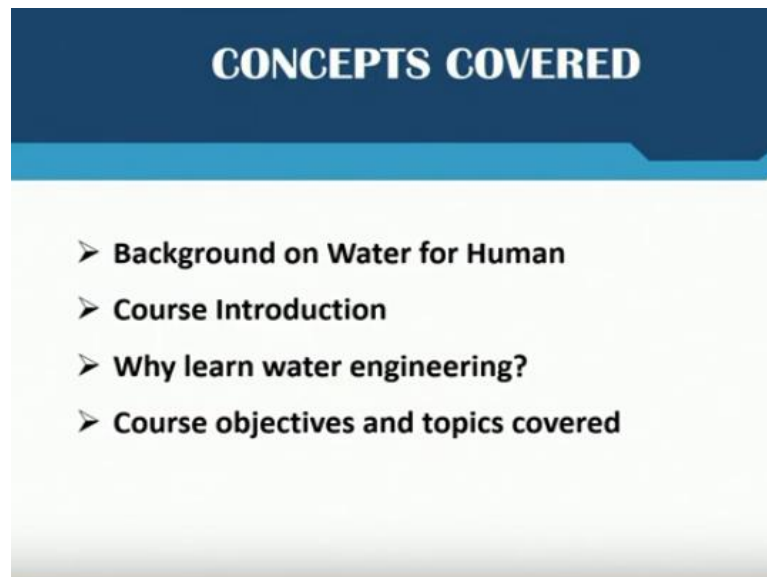 CONCEPTS COVERED
➢ Background on Water for Human
➢ Course Introduction
➢ Why learn water engineering?
➢ Course objectives and topics covered